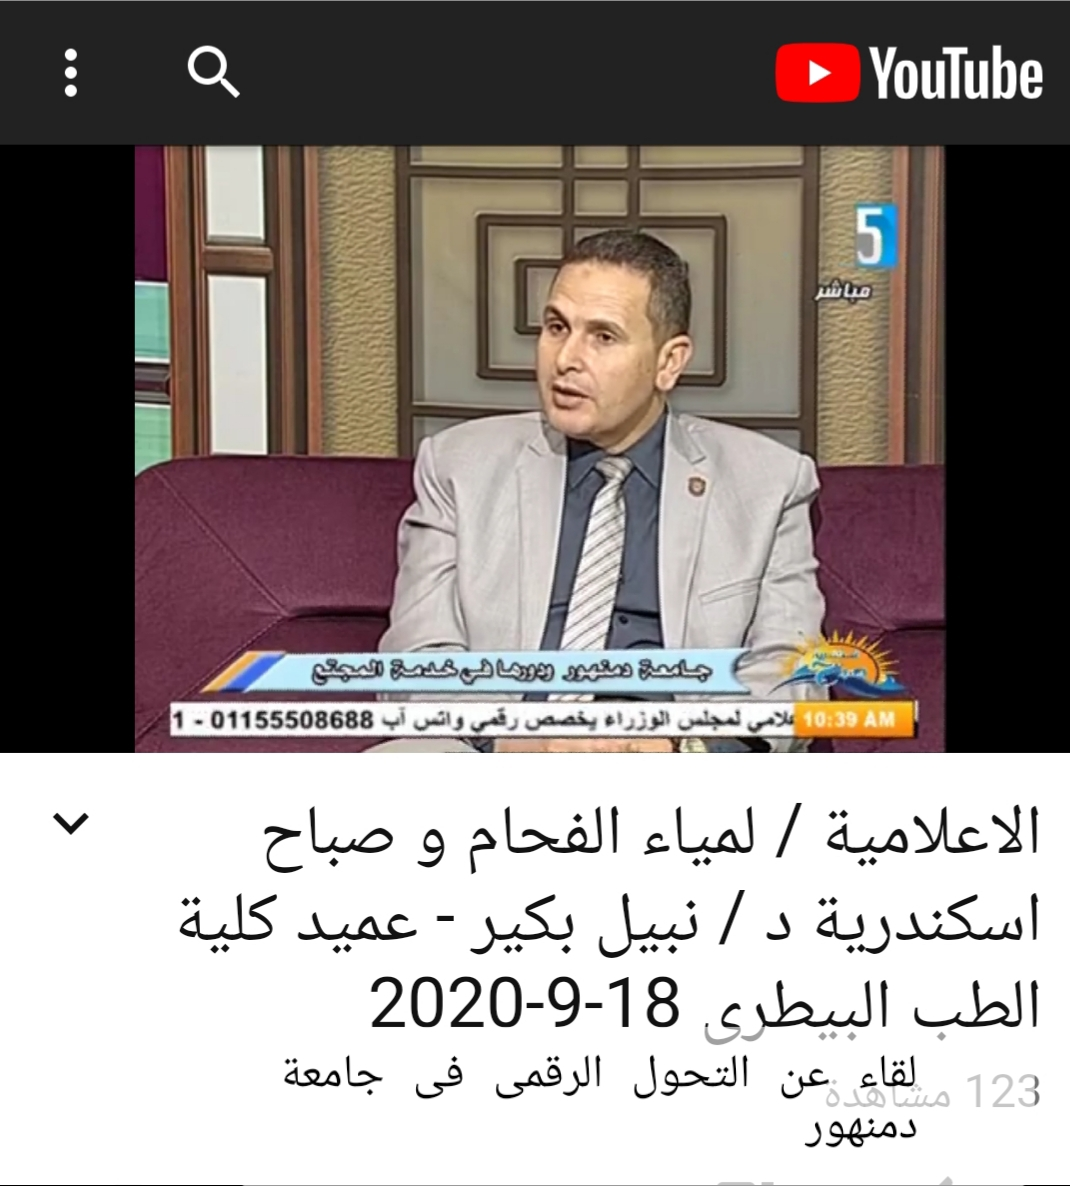 YouTube
5
مباشر
جامعة دمنهور ودورها في خدمة المجتع
علامي لمجلس الوزراء يخصص رقمي واتس آب 01155508688 - 1
10:39 AM
الاعلامية / لمياء الفحام و صباح
اسكندرية د / نبيل بكير - عميد كلية
الطب البيطرى 18-9-2020
لقاء عن التحول الرقمى فى جامعة
123 مشاهدة
دمنهور